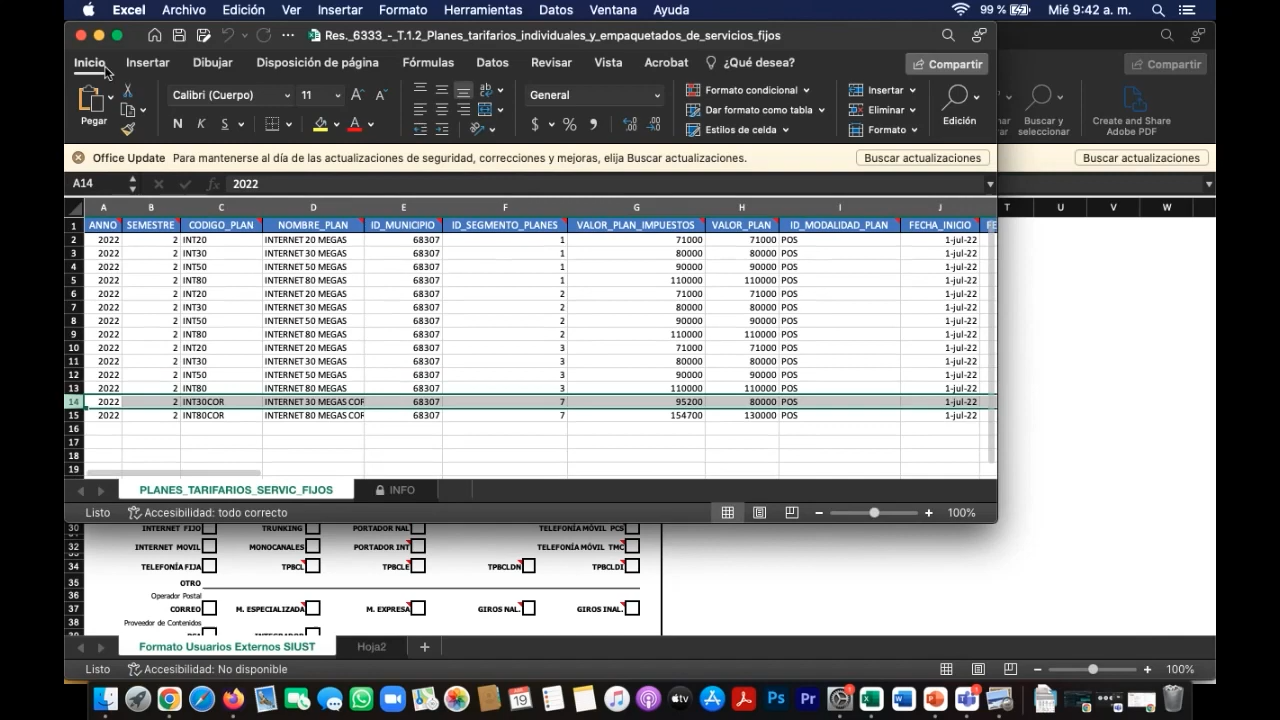 Excel Archivo Edición Ver Insertar Formato Herramientas Datos Ventana Ayuda 99 % Mié 9:42 a. m.
Res._6333_-_T.1.2_Planes_tarifarios_individuales_y_empaquetados_de_servicios_fijos
Inicio Insertar Dibujar Disposición de página Fórmulas Datos Revisar Vista Acrobat ¿Qué desea? Compartir Compartir
Calibri (Cuerpo) 11 General Formato condicional Insertar
Dar formato como tabla Eliminar
Pegar N K S $ % Estilos de celda Formato Edición Buscar y seleccionar Create and Share Adobe PDF
Office Update Para mantenerse al día de las actualizaciones de seguridad, correcciones y mejoras, elija Buscar actualizaciones. Buscar actualizaciones Buscar actualizaciones
A14 fx 2022
A B C D E F G H I J T U V W
1 ANNO SEMESTRE CODIGO_PLAN NOMBRE_PLAN ID_MUNICIPIO ID_SEGMENTO_PLANES VALOR_PLAN_IMPUESTOS VALOR_PLAN ID_MODALIDAD_PLAN FECHA_INICIO FE
2 2022 2 INT20 INTERNET 20 MEGAS 68307 1 71000 71000 POS 1-jul-22
3 2022 2 INT30 INTERNET 30 MEGAS 68307 1 80000 80000 POS 1-jul-22
4 2022 2 INT50 INTERNET 50 MEGAS 68307 1 90000 90000 POS 1-jul-22
5 2022 2 INT80 INTERNET 80 MEGAS 68307 1 110000 110000 POS 1-jul-22
6 2022 2 INT20 INTERNET 20 MEGAS 68307 2 71000 71000 POS 1-jul-22
7 2022 2 INT30 INTERNET 30 MEGAS 68307 2 80000 80000 POS 1-jul-22
8 2022 2 INT50 INTERNET 50 MEGAS 68307 2 90000 90000 POS 1-jul-22
9 2022 2 INT80 INTERNET 80 MEGAS 68307 2 110000 110000 POS 1-jul-22
10 2022 2 INT20 INTERNET 20 MEGAS 68307 3 71000 71000 POS 1-jul-22
11 2022 2 INT30 INTERNET 30 MEGAS 68307 3 80000 80000 POS 1-jul-22
12 2022 2 INT50 INTERNET 50 MEGAS 68307 3 90000 90000 POS 1-jul-22
13 2022 2 INT80 INTERNET 80 MEGAS 68307 3 110000 110000 POS 1-jul-22
14 2022 2 INT30COR INTERNET 30 MEGAS COR 68307 7 95200 80000 POS 1-jul-22
15 2022 2 INT80COR INTERNET 80 MEGAS COR 68307 7 154700 130000 POS 1-jul-22
16
17
18
19
PLANES_TARIFARIOS_SERVIC_FIJOS INFO
Listo Accesibilidad: todo correcto 100%
30 INTERNET FIJO TRUNKING PORTADOR NAL TELEFONÍA MÓVIL PCS
32 INTERNET MOVIL MONOCANALES PORTADOR INT TELEFONÍA MÓVIL TMC
34 TELEFONÍA FIJA TPBCL TPBCLE TPBCLDN TPBCLDI
35 OTRO
36 Operador Postal
37 CORREO M. ESPECIALIZADA M. EXPRESA GIROS NAL. GIROS INAL.
38 Proveedor de Contenidos
Formato Usuarios Externos SIUST Hoja2
Listo Accesibilidad: No disponible 100%
19 Ps Pr